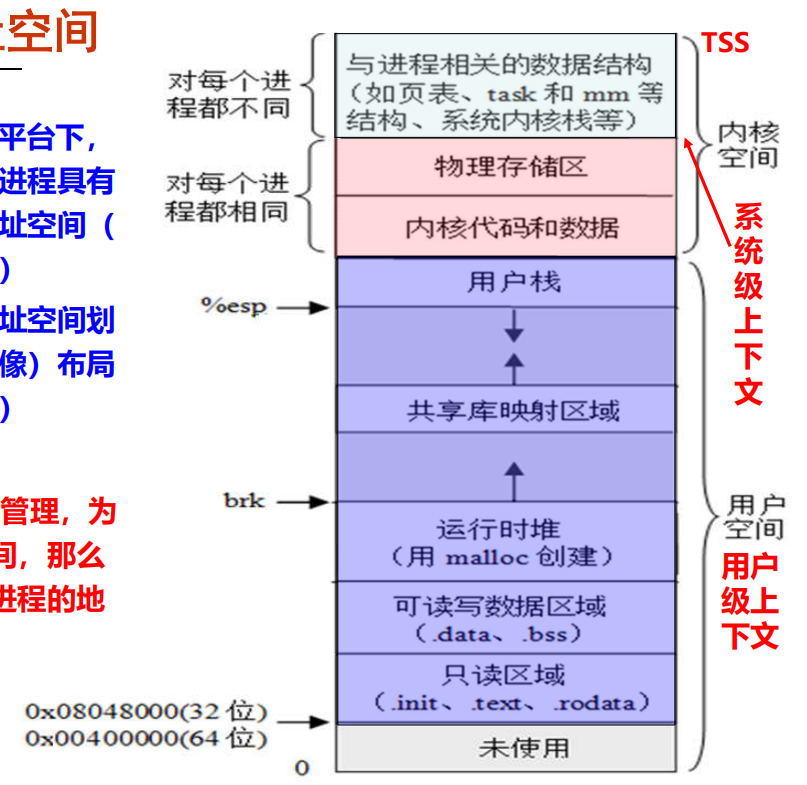 空间
平台下，
进程具有
址空间（
）
址空间划
像）布局
）
管理，为
间，那么
进程的地
对每个进
程都不同
与进程相关的数据结构
（如页表、task 和 mm 等
结构、系统内核栈等）
TSS
内核
空间
对每个进
程都相同
物理存储区
内核代码和数据
系
统
级
上
下
文
%esp
用户栈
共享库映射区域
brk
运行时堆
（用 malloc 创建）
可读写数据区域
（.data、.bss）
只读区域
（.init、.text、.rodata）
用户
空间
用户
级上
下文
0x08048000(32 位)
0x00400000(64 位)
未使用
0